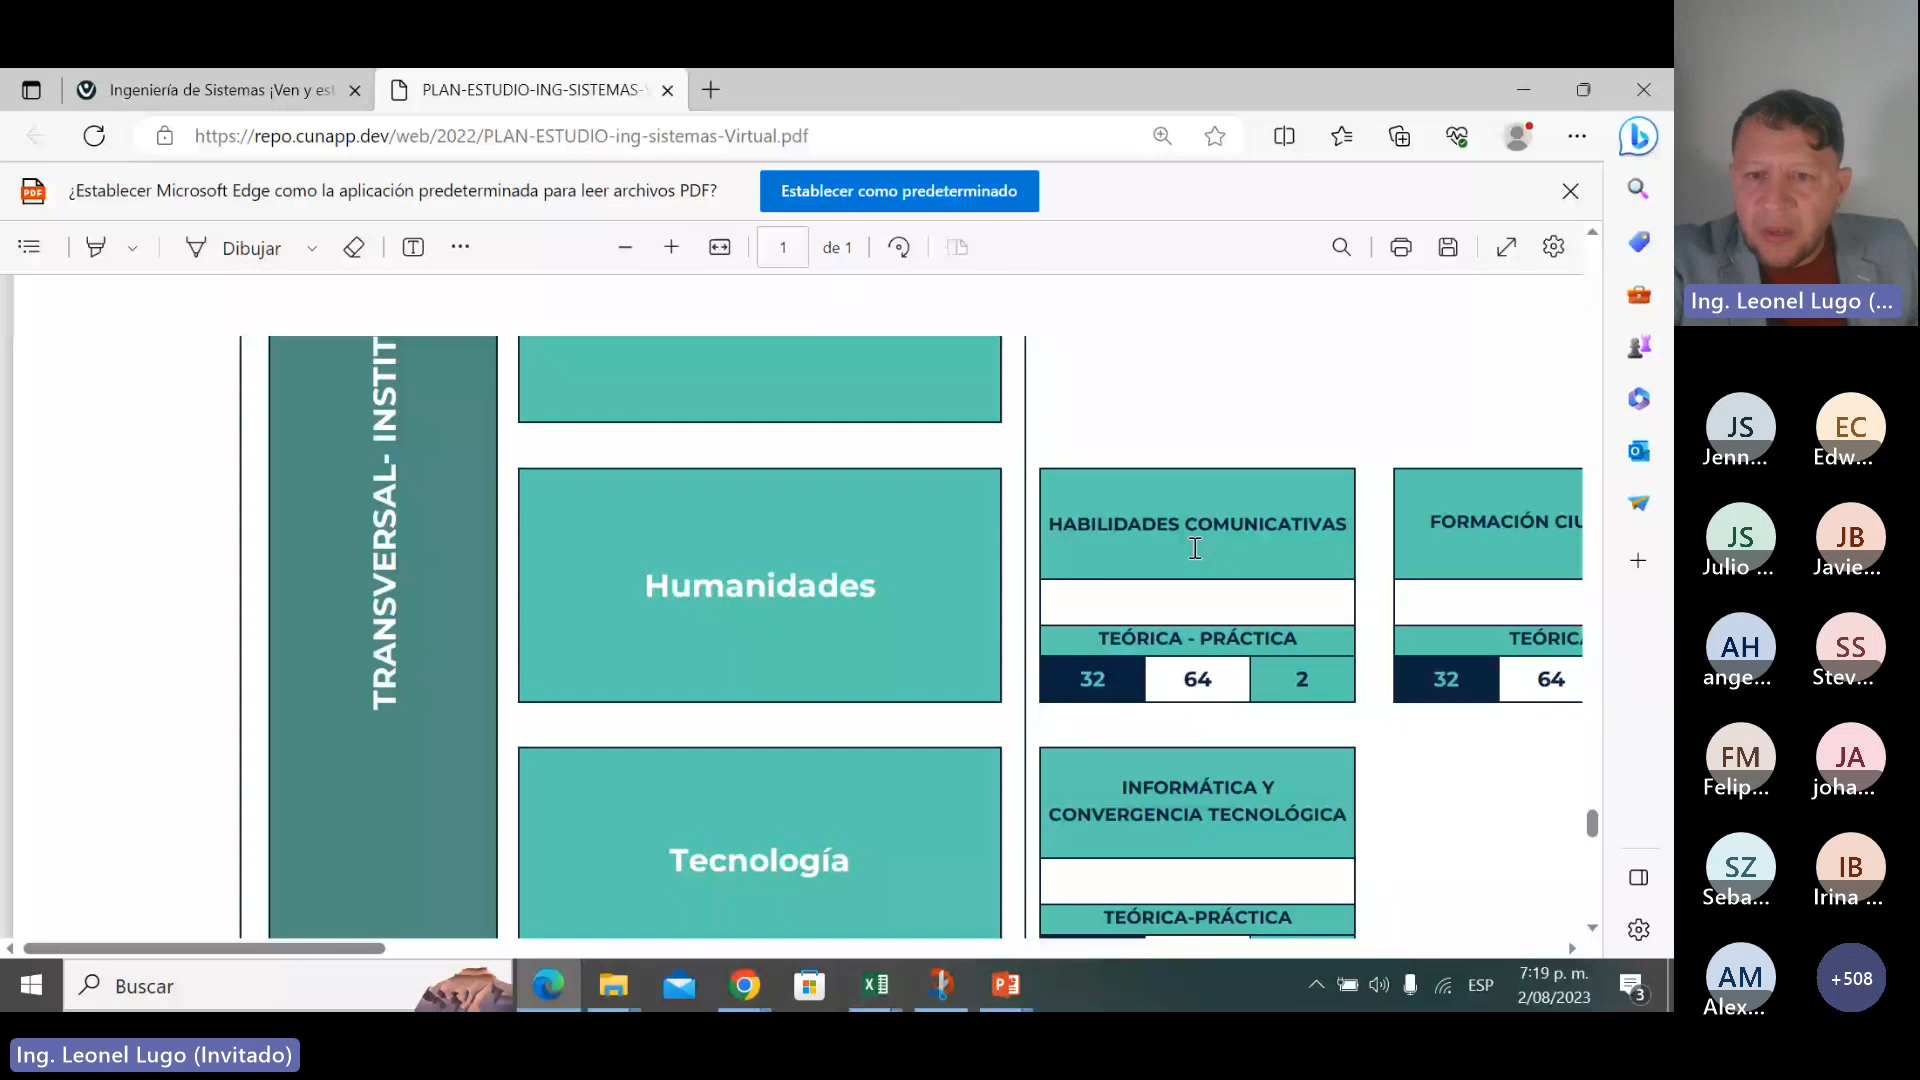 Ingeniería de Sistemas ¡Ven y est
PLAN-ESTUDIO-ING-SISTEMAS-
https://repo.cunapp.dev/web/2022/PLAN-ESTUDIO-ing-sistemas-Virtual.pdf
PDF
¿Establecer Microsoft Edge como la aplicación predeterminada para leer archivos PDF?
Establecer como predeterminado
Dibujar
1
de 1
TRANSVERSAL- INSTIT
Humanidades
HABILIDADES COMUNICATIVAS
TEÓRICA - PRÁCTICA
32 64 2
FORMACIÓN CIU
TEÓRICA
32 64
Tecnología
INFORMÁTICA Y
CONVERGENCIA TECNOLÓGICA
TEÓRICA-PRÁCTICA
Buscar
ESP
7:19 p. m.
2/08/2023
3
Ing. Leonel Lugo (Invitado)
Ing. Leonel Lugo (...
JS
Jenn...
EC
Edw...
JS
Julio ...
JB
Javie...
AH
ange...
SS
Stev...
FM
Felip...
JA
joha...
SZ
Seba...
IB
Irina ...
AM
Alex...
+508